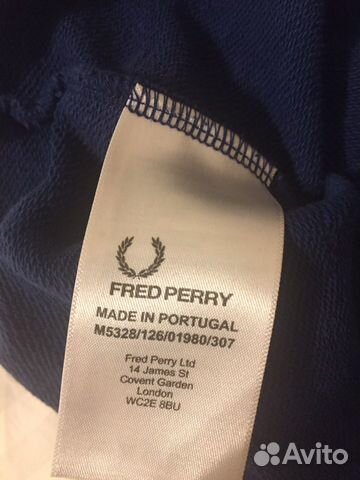 FRED PERRY
MADE IN PORTUGAL
M5328/126/01980/307
Fred Perry Ltd
14 James St
Covent Garden
London
WC2E 8BU
Avito